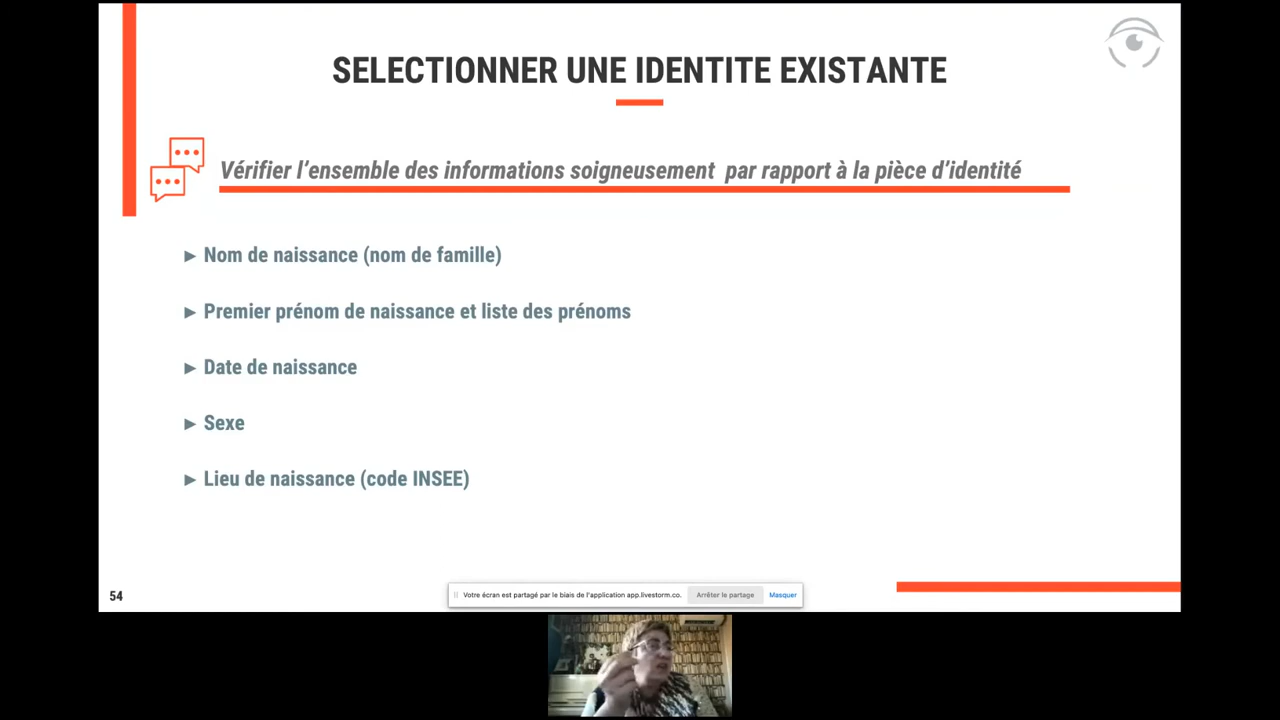 SELECTIONNER UNE IDENTITE EXISTANTE
Vérifier l’ensemble des informations soigneusement par rapport à la pièce d’identité
► Nom de naissance (nom de famille)
► Premier prénom de naissance et liste des prénoms
► Date de naissance
► Sexe
► Lieu de naissance (code INSEE)
54
Votre écran est partagé par le biais de l'application app.livestorm.co. Arrêter le partage Masquer